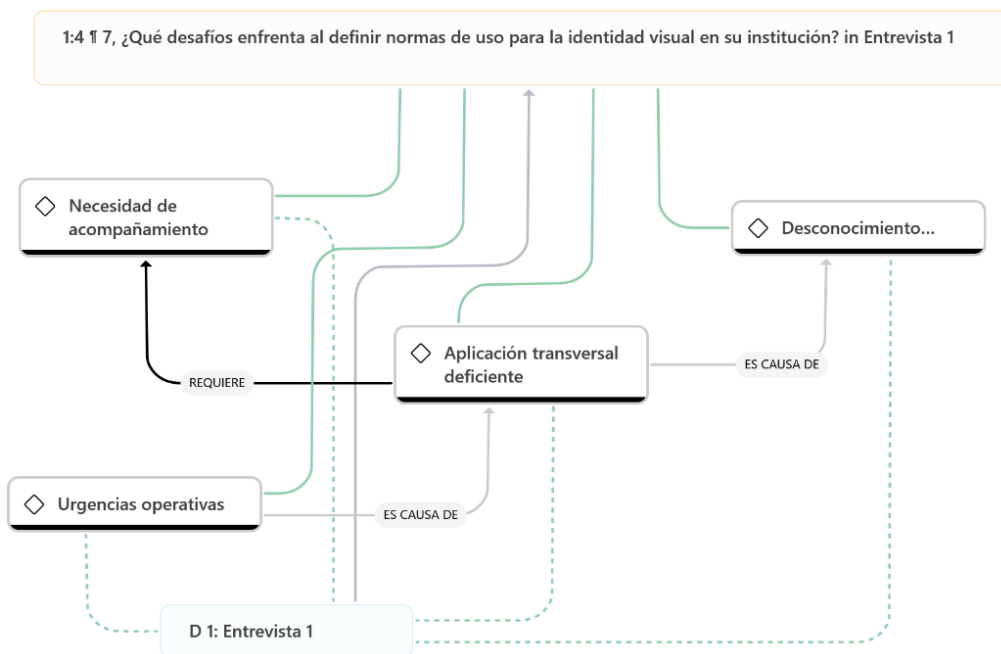 1:4 ¶ 7, ¿Qué desafíos enfrenta al definir normas de uso para la identidad visual en su institución? in Entrevista 1
Necesidad de
acompañamiento
Desconocimiento...
Aplicación transversal
deficiente
ES CAUSA DE
REQUIERE
Urgencias operativas
ES CAUSA DE
D 1: Entrevista 1